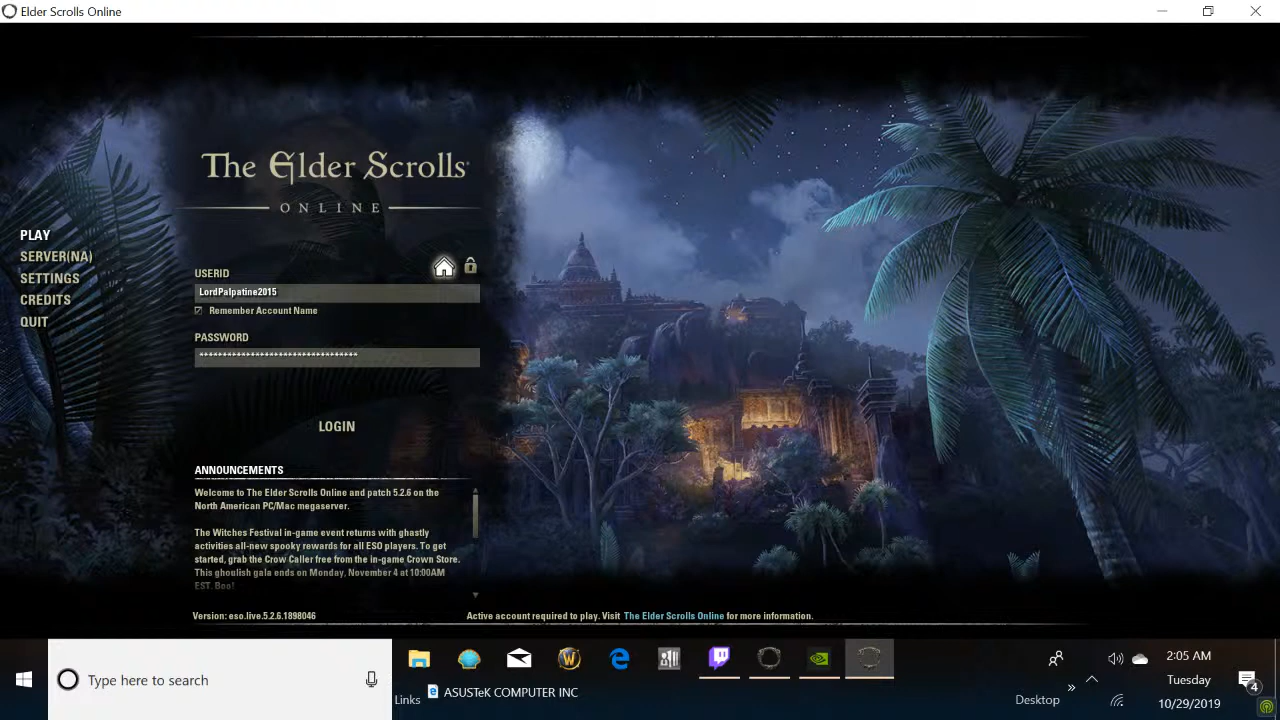 Elder Scrolls Online
The Elder Scrolls
ONLINE
PLAY
SERVER(NA)
SETTINGS
CREDITS
QUIT
USERID
LordPalpatine2015
Remember Account Name
PASSWORD
**********************************
LOGIN
ANNOUNCEMENTS
Welcome to The Elder Scrolls Online and patch 5.2.6 on the
North American PC/Mac megaserver.
The Witches Festival in-game event returns with ghastly
activities all-new spooky rewards for all ESO players. To get
started, grab the Crow Caller free from the in-game Crown Store.
This ghoulish gala ends on Monday, November 4 at 10:00AM
EST. Boo!
Version: eso.live.5.2.6.1898046
Active account required to play. Visit The Elder Scrolls Online for more information.
Type here to search
Links
ASUSTeK COMPUTER INC
Desktop
2:05 AM
Tuesday
10/29/2019
4